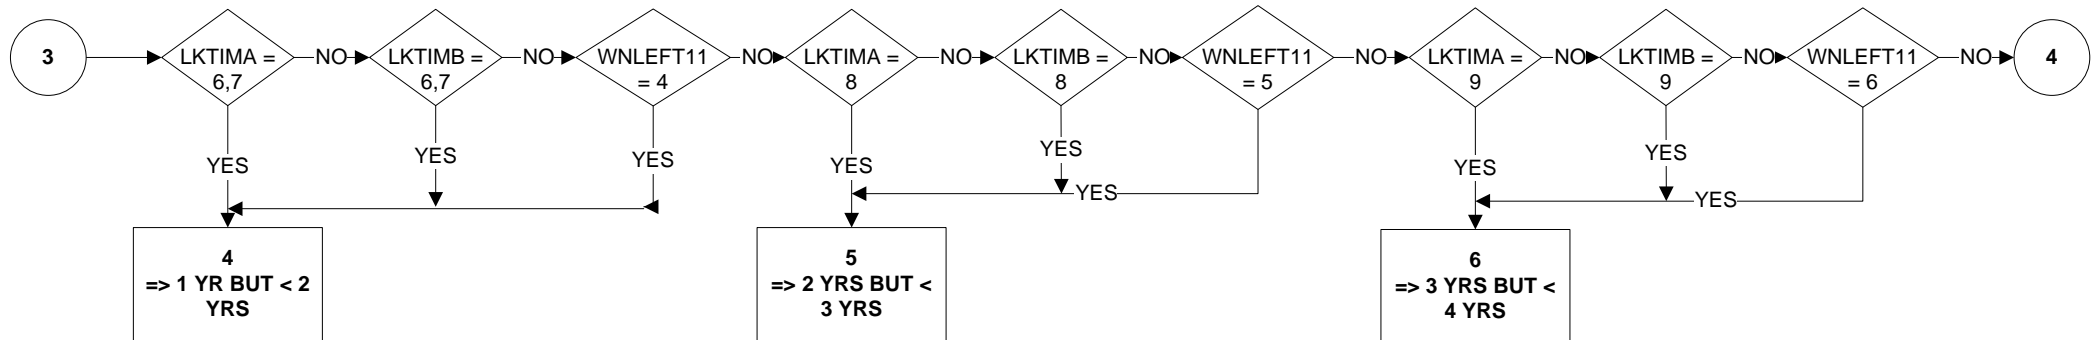 3
LKTIMA =
6,7
NO
LKTIMB =
6,7
NO
WNLEFT11
= 4
NO
LKTIMA =
8
NO
LKTIMB =
8
NO
WNLEFT11
= 5
NO
LKTIMA =
9
NO
LKTIMB =
9
NO
WNLEFT11
= 6
NO
4
YES
YES
YES
YES
YES
YES
YES
YES
YES
4
=> 1 YR BUT < 2
YRS
5
=> 2 YRS BUT <
3 YRS
6
=> 3 YRS BUT <
4 YRS